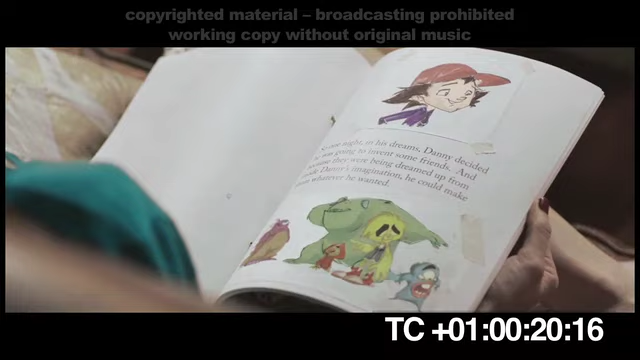 copyrighted material – broadcasting prohibited
working copy without original music
night, in his dreams, Danny decided
he was going to invent some friends. And
because they were being dreamed up from
inside Danny's imagination, he could make
them whatever he wanted.
TC +01:00:20:16